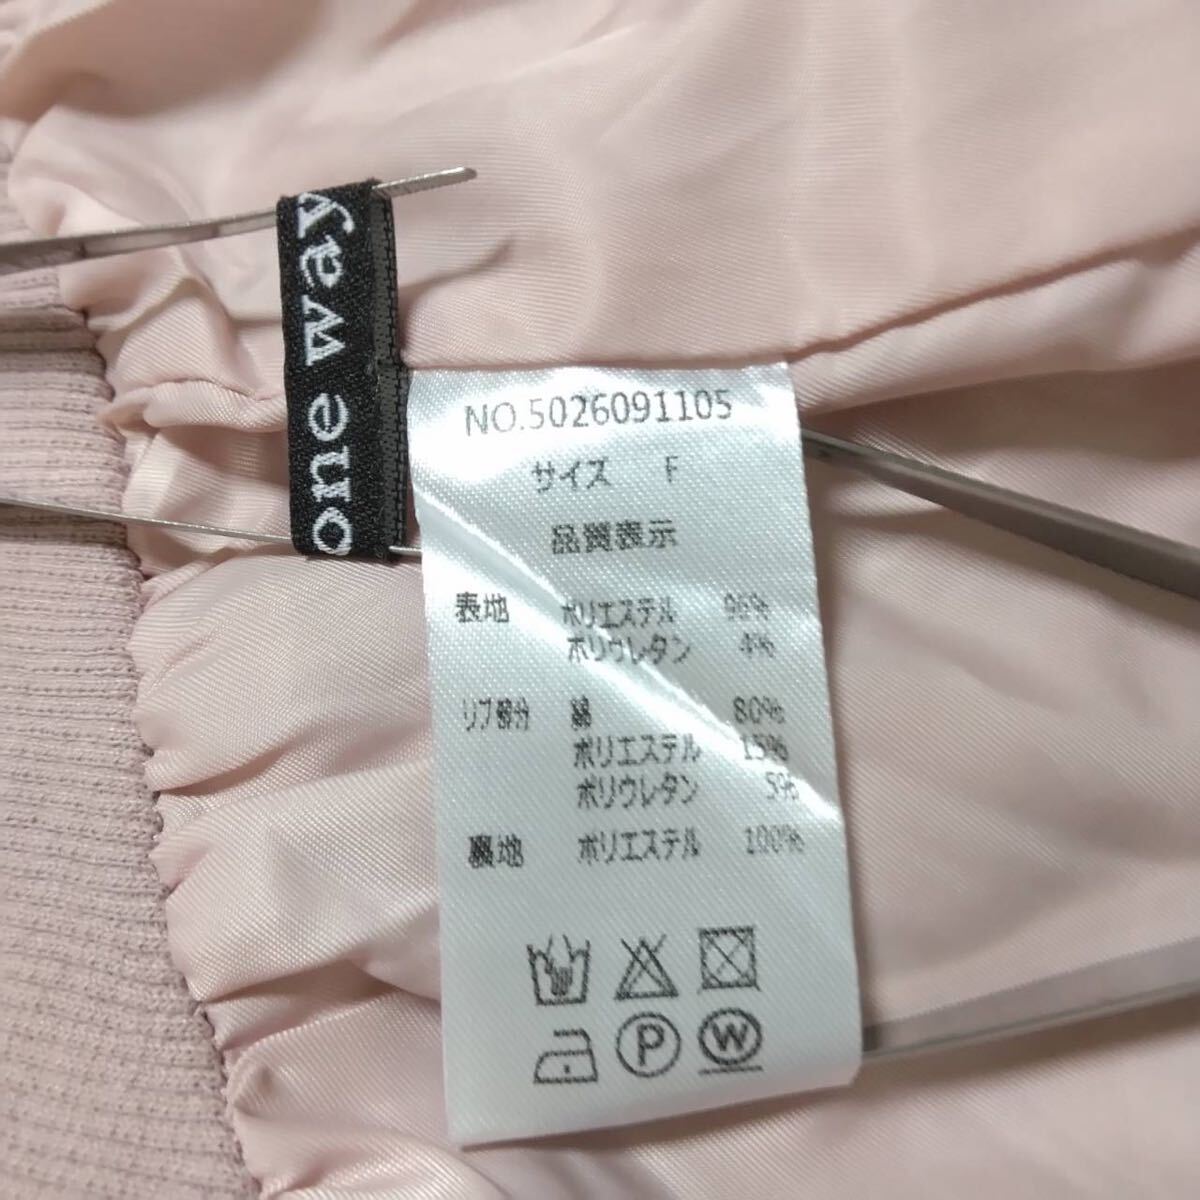 one way
NO.5026091105
サイズ F
品質表示
表地 ポリエステル 96%
ポリウレタン 4%
リブ部分 綿 80%
ポリエステル 15%
ポリウレタン 5%
裏地 ポリエステル 100%
P W